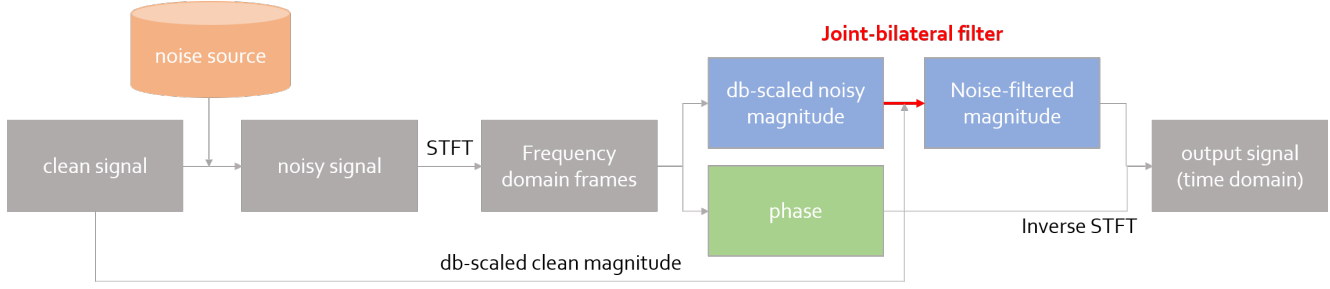 noise source
Joint-bilateral filter
db-scaled noisy
magnitude
Noise-filtered
magnitude
clean signal
noisy signal
STFT
Frequency
domain frames
phase
output signal
(time domain)
Inverse STFT
db-scaled clean magnitude